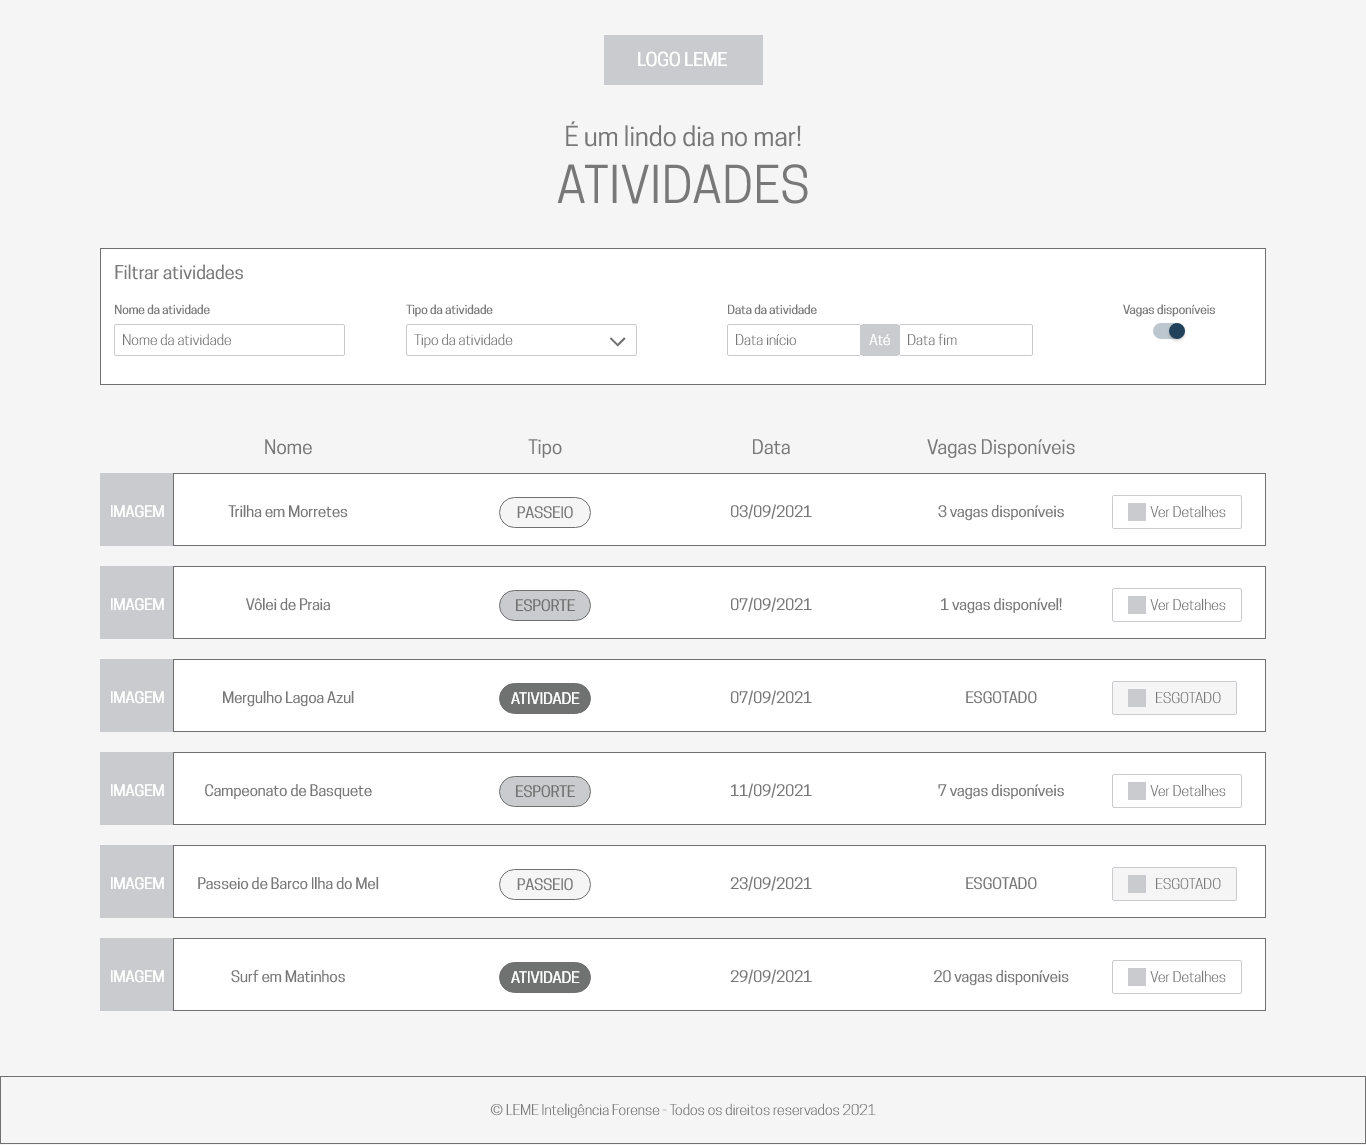 LOGO LEME
É um lindo dia no mar!
ATIVIDADES
Filtrar atividades
Nome da atividade Tipo da atividade Data da atividade Vagas disponíveis
Nome da atividade Tipo da atividade Data início Até Data fim
Nome Tipo Data Vagas Disponíveis
IMAGEM Trilha em Morretes PASSEIO 03/09/2021 3 vagas disponíveis Ver Detalhes
IMAGEM Vôlei de Praia ESPORTE 07/09/2021 1 vagas disponível! Ver Detalhes
IMAGEM Mergulho Lagoa Azul ATIVIDADE 07/09/2021 ESGOTADO ESGOTADO
IMAGEM Campeonato de Basquete ESPORTE 11/09/2021 7 vagas disponíveis Ver Detalhes
IMAGEM Passeio de Barco Ilha do Mel PASSEIO 23/09/2021 ESGOTADO ESGOTADO
IMAGEM Surf em Matinhos ATIVIDADE 29/09/2021 20 vagas disponíveis Ver Detalhes
© LEME Inteligência Forense - Todos os direitos reservados 2021